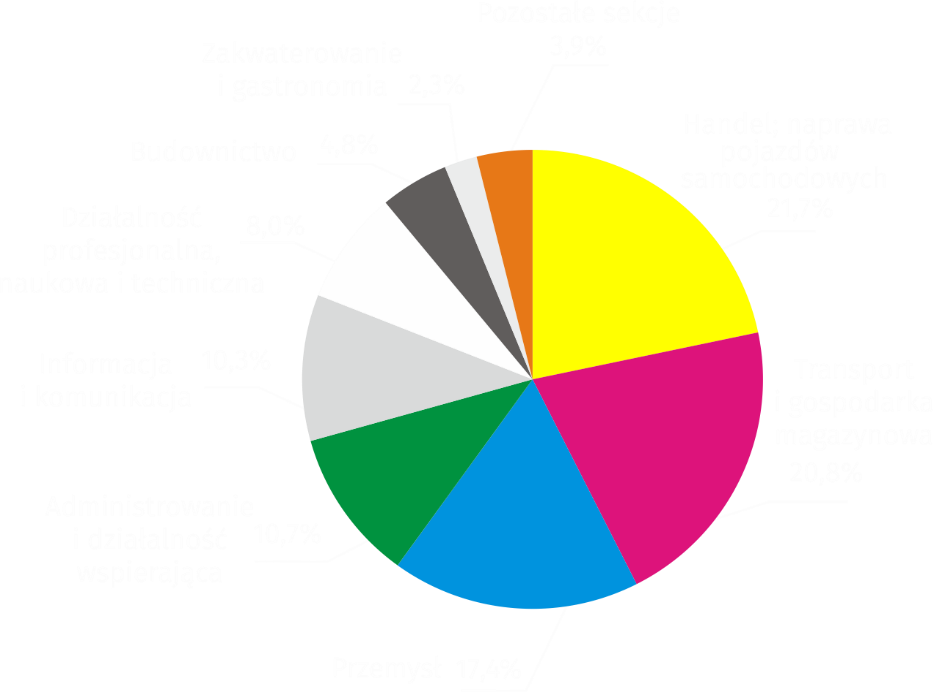 Pozostałe sekcje
3,9%
Zakwaterowanie
i gastronomia
2,3%
Budownictwo
4,8%
Handel; naprawa
pojazdów
samochodowych
21,7%
Działalność
profesjonalna,
naukowa i techniczna
9,0%
Informacja
i komunikacja
10,3%
Transport
i gospodarka
magazynowa
20,8%
Administrowanie
i działalność
wspierająca
10,7%
Przemysł
17,4%